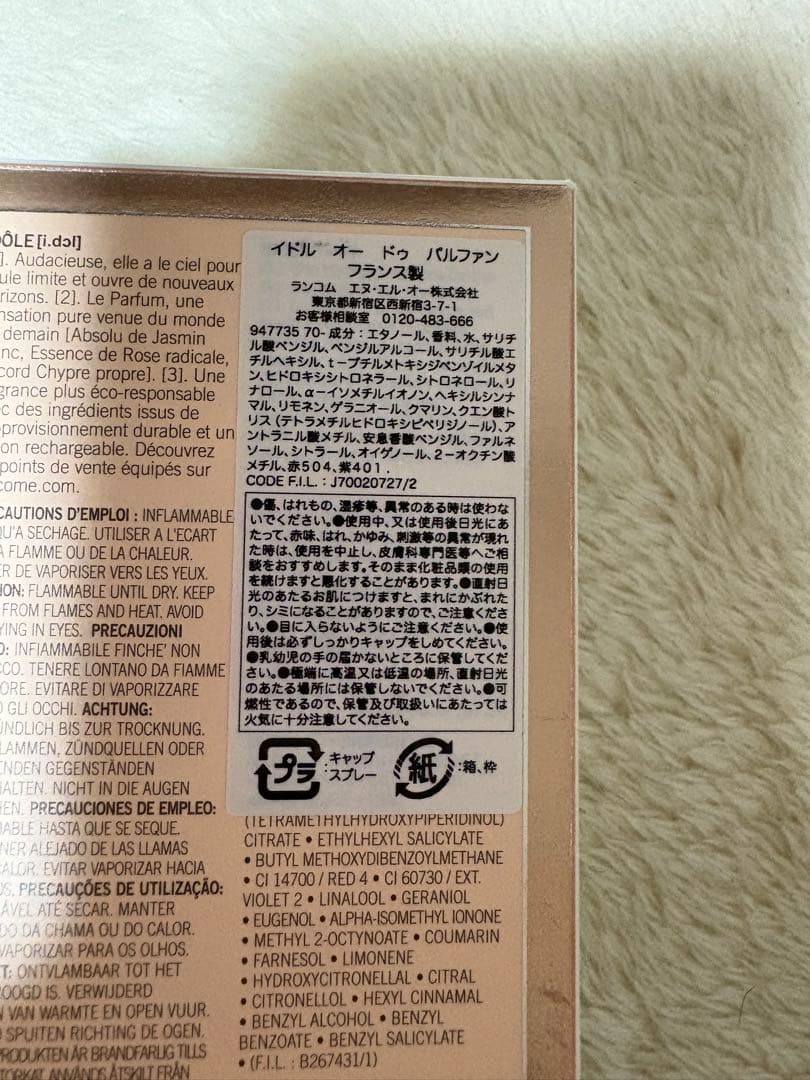 ÔLE [i.dɔl]
]. Audacieuse, elle a le ciel pour
ule limite et ouvre de nouveaux
rizons. [2]. Le Parfum, une
nsation pure venue du monde
demain [Absolu de Jasmin
nc, Essence de Rose radicale,
cord Chypre propre]. [3]. Une
grance plus éco-responsable
c des ingrédients issus de
provisionnement durable et un
on rechargeable. Découvrez
points de vente équipés sur
come.com.
CAUTIONS D'EMPLOI : INFLAMMABLE
QU'A SECHAGE. UTILISER A L'ECART
A FLAMME OU DE LA CHALEUR.
ER DE VAPORISER VERS LES YEUX.
ION: FLAMMABLE UNTIL DRY. KEEP
FROM FLAMES AND HEAT. AVOID
YING IN EYES. PRECAUZIONI
O: INFIAMMABILE FINCHE' NON
CCO. TENERE LONTANO DA FIAMME
ORE. EVITARE DI VAPORIZZARE
O GLI OCCHI. ACHTUNG:
ÜNDLICH BIS ZUR TROCKNUNG.
LAMMEN, ZÜNDQUELLEN ODER
ENDEN GEGENSTÄNDEN
HALTEN. NICHT IN DIE AUGEN
HEN. PRECAUCIONES DE EMPLEO:
ABLE HASTA QUE SE SEQUE.
NER ALEJADO DE LAS LLAMAS
ALOR. EVITAR VAPORIZAR HACIA
OS. PRECAUÇÕES DE UTILIZAÇÃO:
ÁVEL ATÉ SECAR. MANTER
DO DA CHAMA OU DO CALOR.
VAPORIZAR PARA OS OLHOS.
T: ONTVLAMBAAR TOT HET
OOGD IS. VERWIJDERD
N VAN WARMTE EN OPEN VUUR.
SPUITEN RICHTING DE OGEN.
PRODUKTEN ÄR BRANDFARLIG TILLS
TORKAT. ANVÄNDS ÅTSKILT FRÅN
イドル オー ドゥ パルファン
フランス製
ランコム エヌ・エル・オー株式会社
東京都新宿区西新宿3-7-1
お客様相談室 0120-483-666
947735 70- 成分：エタノール、香料、水、サリチ
ル酸ベンジル、ベンジルアルコール、サリチル酸エ
チルヘキシル、t-ブチルメトキシジベンゾイルメタ
ン、ヒドロキシシトロネラール、シトロネロール、リ
ナロール、α-イソメチルイオノン、ヘキシルシンナ
マル、リモネン、ゲラニオール、クマリン、クエン酸ト
リス（テトラメチルヒドロキシピペリジノール）、ア
ントラニル酸メチル、安息香酸ベンジル、ファルネ
ソール、シトラール、オイゲノール、2-オクチン酸
メチル、赤504、紫401 .
CODE F.I.L. : J70020727/2
●傷、はれもの、湿疹等、異常のある時は使わな
いでください。●使用中、又は使用後日光にあ
たって、赤味、はれ、かゆみ、刺激等の異常が現れ
た時は、使用を中止し、皮膚科専門医等へご相
談をおすすめします。そのまま化粧品類の使用
を続けますと悪化することがあります。●直射日
光のあたるお肌につけますと、まれにかぶれた
り、シミになることがありますので、ご注意くださ
い。●目に入らないようにご注意ください。●使
用後は必ずしっかりキャップをしめてください。
●乳幼児の手の届かないところに保管してくだ
さい。●極端に高温又は低温の場所、直射日光
のあたる場所には保管しないでください。●可
燃性であるので、保管及び取扱いにあたっては
火気に十分注意してください。
プラ :キャップ
スプレー
紙 :箱、枠
(TETRAMETHYLHYDROXYPIPERIDINOL)
CITRATE • ETHYLHEXYL SALICYLATE
• BUTYL METHOXYDIBENZOYLMETHANE
• CI 14700 / RED 4 • CI 60730 / EXT.
VIOLET 2 • LINALOOL • GERANIOL
• EUGENOL • ALPHA-ISOMETHYL IONONE
• METHYL 2-OCTYNOATE • COUMARIN
• FARNESOL • LIMONENE
• HYDROXYCITRONELLAL • CITRAL
• CITRONELLOL • HEXYL CINNAMAL
• BENZYL ALCOHOL • BENZYL
BENZOATE • BENZYL SALICYLATE
• (F.I.L. : B267431/1)